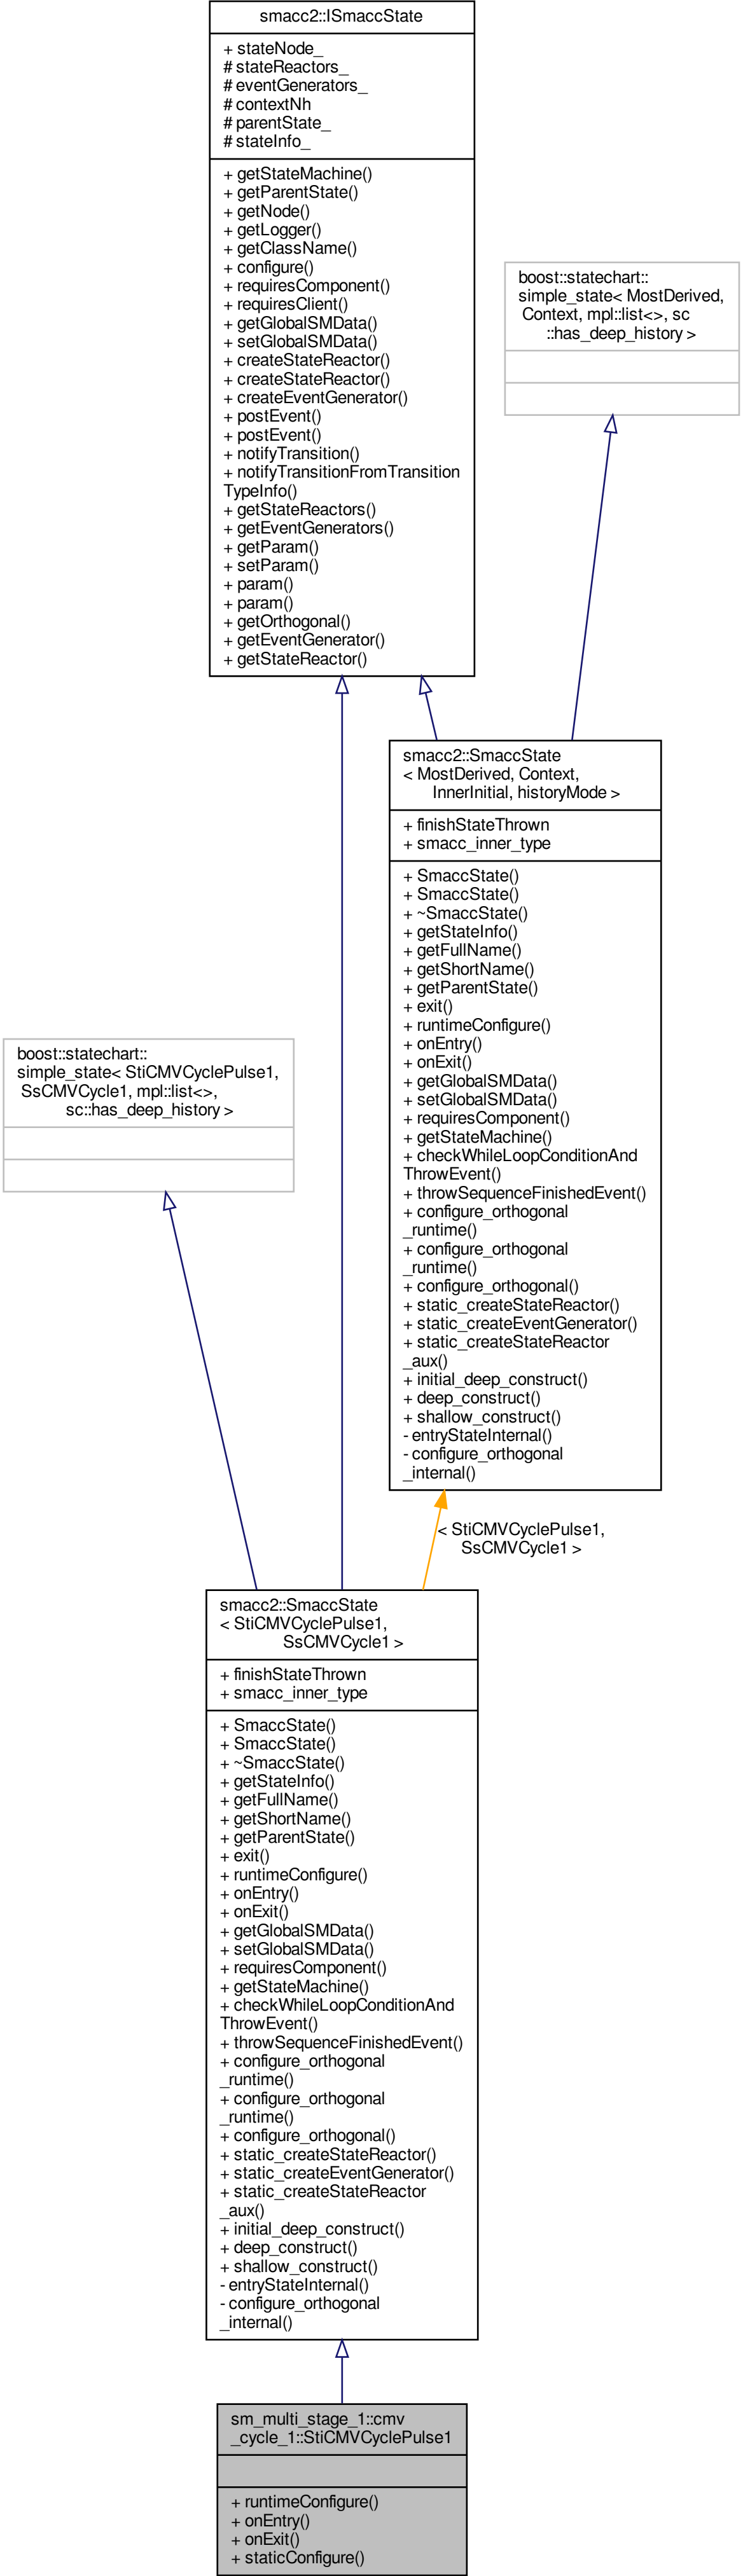 smacc2::ISmaccState
+ stateNode_
# stateReactors_
# eventGenerators_
# contextNh
# parentState_
# stateInfo_
+ getStateMachine()
+ getParentState()
+ getNode()
+ getLogger()
+ getClassName()
+ configure()
+ requiresComponent()
+ requiresClient()
+ getGlobalSMData()
+ setGlobalSMData()
+ createStateReactor()
+ createStateReactor()
+ createEventGenerator()
+ postEvent()
+ postEvent()
+ notifyTransition()
+ notifyTransitionFromTransition
TypeInfo()
+ getStateReactors()
+ getEventGenerators()
+ getParam()
+ setParam()
+ param()
+ param()
+ getOrthogonal()
+ getEventGenerator()
+ getStateReactor()
boost::statechart::
simple_state< MostDerived,
Context, mpl::list<>, sc
::has_deep_history >
smacc2::SmaccState
< MostDerived, Context,
InnerInitial, historyMode >
+ finishStateThrown
+ smacc_inner_type
+ SmaccState()
+ SmaccState()
+ ~SmaccState()
+ getStateInfo()
+ getFullName()
+ getShortName()
+ getParentState()
+ exit()
+ runtimeConfigure()
+ onEntry()
+ onExit()
+ getGlobalSMData()
+ setGlobalSMData()
+ requiresComponent()
+ getStateMachine()
+ checkWhileLoopConditionAnd
ThrowEvent()
+ throwSequenceFinishedEvent()
+ configure_orthogonal
_runtime()
+ configure_orthogonal
_runtime()
+ configure_orthogonal()
+ static_createStateReactor()
+ static_createEventGenerator()
+ static_createStateReactor
_aux()
+ initial_deep_construct()
+ deep_construct()
+ shallow_construct()
- entryStateInternal()
- configure_orthogonal
_internal()
boost::statechart::
simple_state< StiCMVCyclePulse1,
SsCMVCycle1, mpl::list<>,
sc::has_deep_history >
< StiCMVCyclePulse1,
SsCMVCycle1 >
smacc2::SmaccState
< StiCMVCyclePulse1,
SsCMVCycle1 >
+ finishStateThrown
+ smacc_inner_type
+ SmaccState()
+ SmaccState()
+ ~SmaccState()
+ getStateInfo()
+ getFullName()
+ getShortName()
+ getParentState()
+ exit()
+ runtimeConfigure()
+ onEntry()
+ onExit()
+ getGlobalSMData()
+ setGlobalSMData()
+ requiresComponent()
+ getStateMachine()
+ checkWhileLoopConditionAnd
ThrowEvent()
+ throwSequenceFinishedEvent()
+ configure_orthogonal
_runtime()
+ configure_orthogonal
_runtime()
+ configure_orthogonal()
+ static_createStateReactor()
+ static_createEventGenerator()
+ static_createStateReactor
_aux()
+ initial_deep_construct()
+ deep_construct()
+ shallow_construct()
- entryStateInternal()
- configure_orthogonal
_internal()
sm_multi_stage_1::cmv
_cycle_1::StiCMVCyclePulse1
+ runtimeConfigure()
+ onEntry()
+ onExit()
+ staticConfigure()